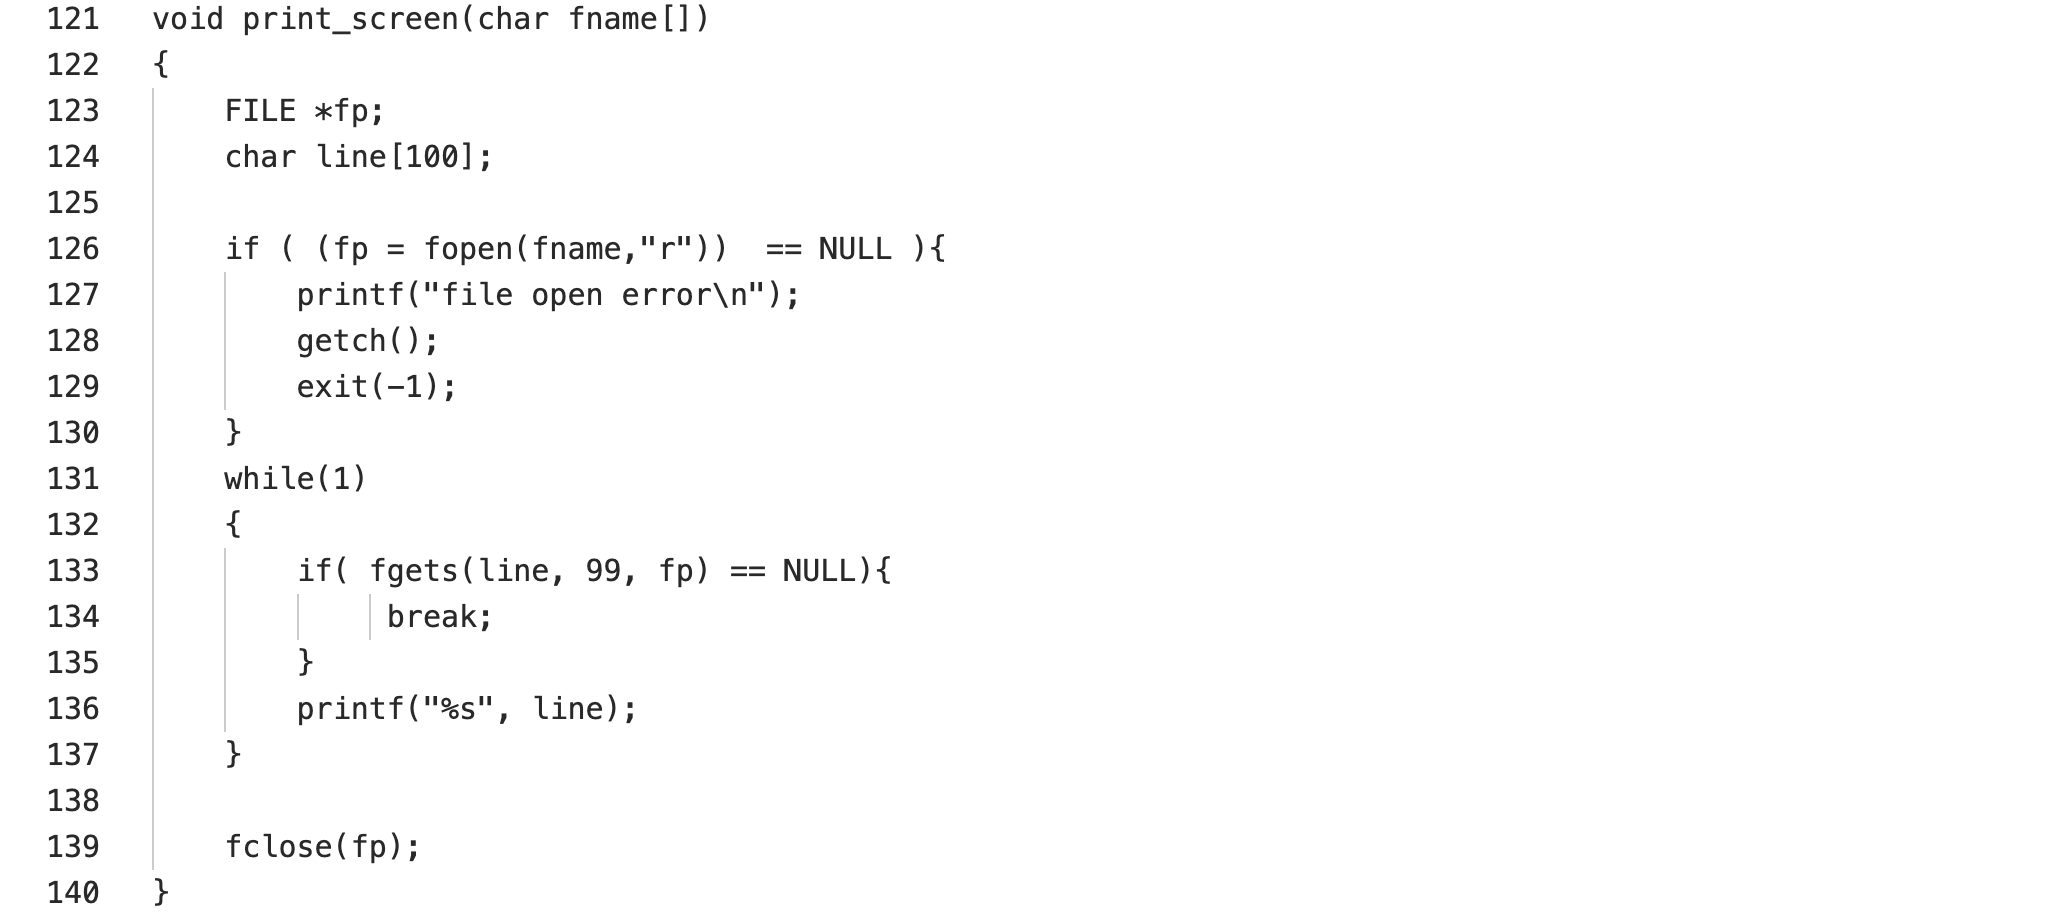 121 void print_screen(char fname[])
122 {
123     FILE *fp;
124     char line[100];
125
126     if ( (fp = fopen(fname,"r"))  == NULL ){
127         printf("file open error\n");
128         getch();
129         exit(-1);
130     }
131     while(1)
132     {
133         if( fgets(line, 99, fp) == NULL){
134              break;
135         }
136         printf("%s", line);
137     }
138
139     fclose(fp);
140 }